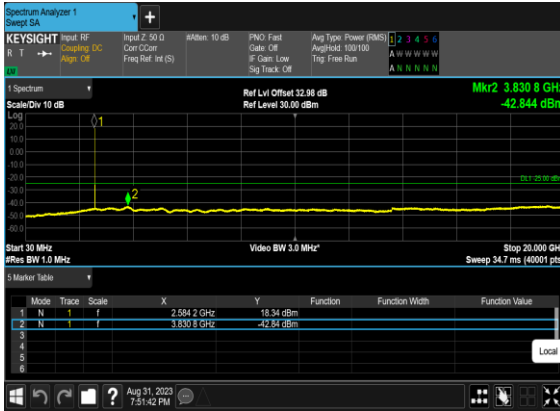 Spectrum Analyzer 1
Swept SA
+
KEYSIGHT Input: RF Input Z: 50 Ω #Atten: 10 dB PNO: Fast Avg Type: Power (RMS) 1 2 3 4 5 6
R T Coupling: DC Corr CCorr Gate: Off Avg|Hold: 100/100 A W W W W W
Align: Off Freq Ref: Int (S) IF Gain: Low Trig: Free Run
Sig Track: Off A N N N N N
1 Spectrum Ref Lvl Offset 32.98 dB Mkr2 3.830 8 GHz
Scale/Div 10 dB Ref Level 30.00 dBm -42.844 dBm
Log
20.0
10.0
0.00
-10.0
-20.0
-30.0
-40.0
-50.0
-60.0
1
2
DL1 -25.00 dBm
Start 30 MHz Video BW 3.0 MHz* Stop 20.000 GH
#Res BW 1.0 MHz Sweep 34.7 ms (40001 pts
5 Marker Table
Mode Trace Scale X Y Function Function Width Function Value
1 N 1 f 2.584 2 GHz 18.34 dBm
2 N 1 f 3.830 8 GHz -42.84 dBm
3
4
5
6
Local
? Aug 31, 2023
7:51:42 PM